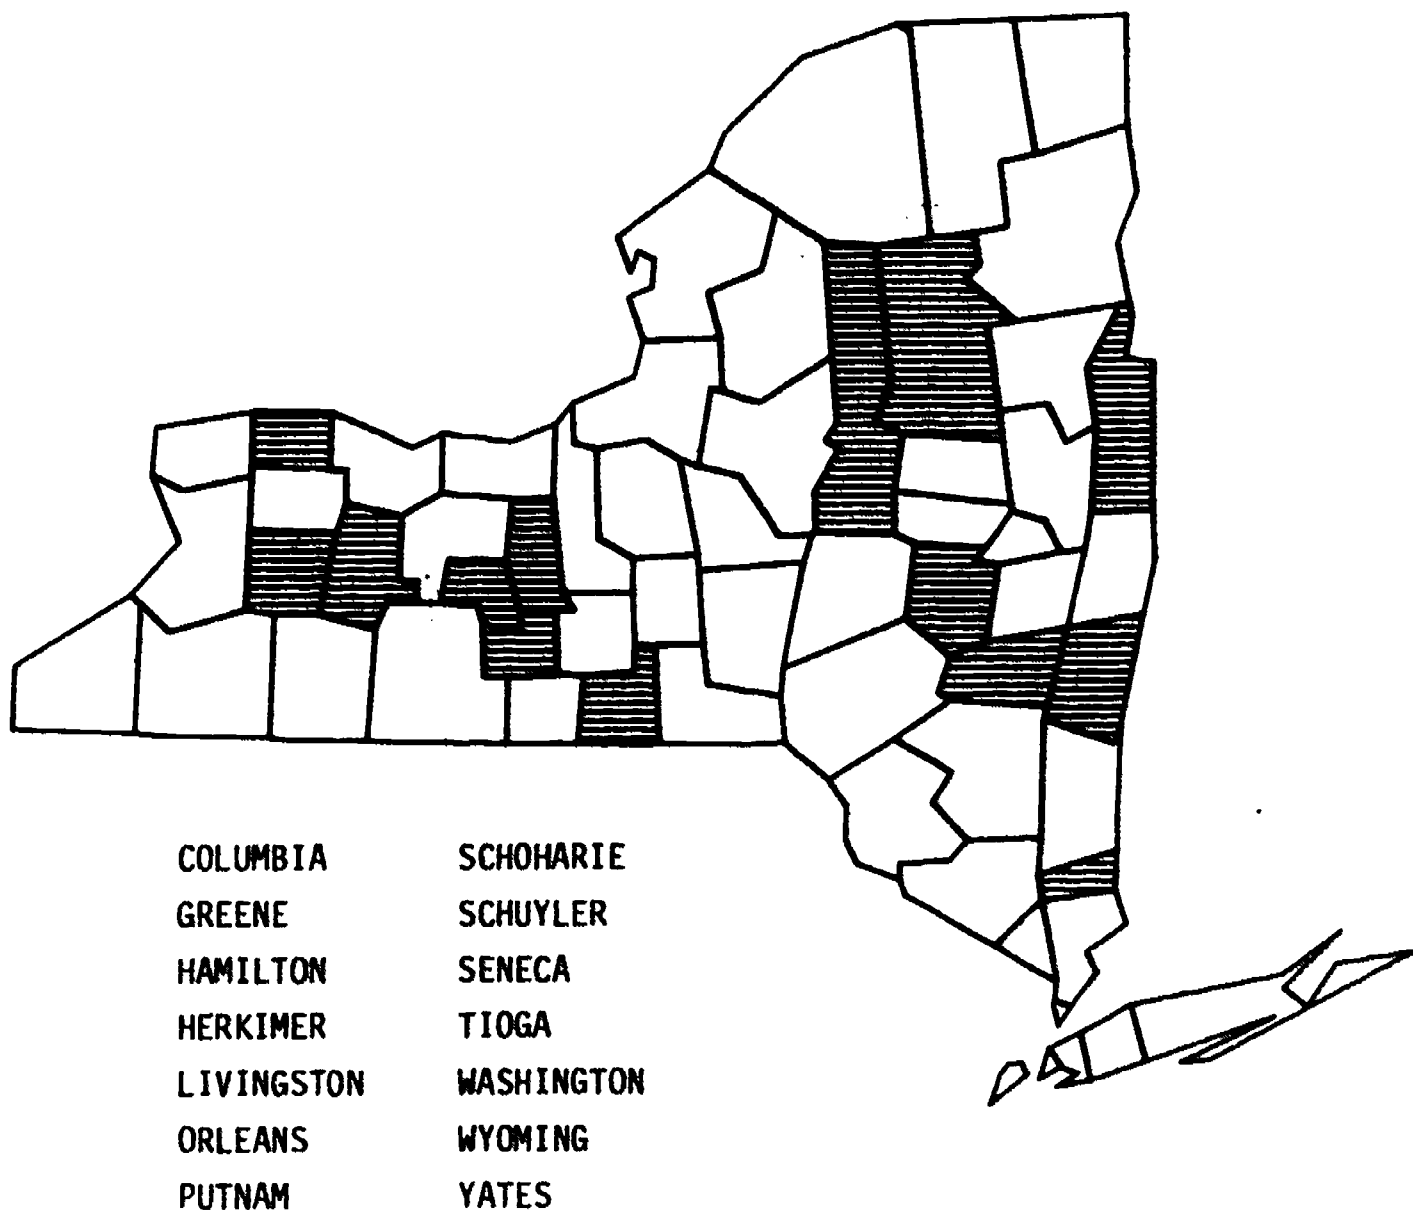 COLUMBIA SCHOHARIE
GREENE SCHUYLER
HAMILTON SENECA
HERKIMER TIOGA
LIVINGSTON WASHINGTON
ORLEANS WYOMING
PUTNAM YATES